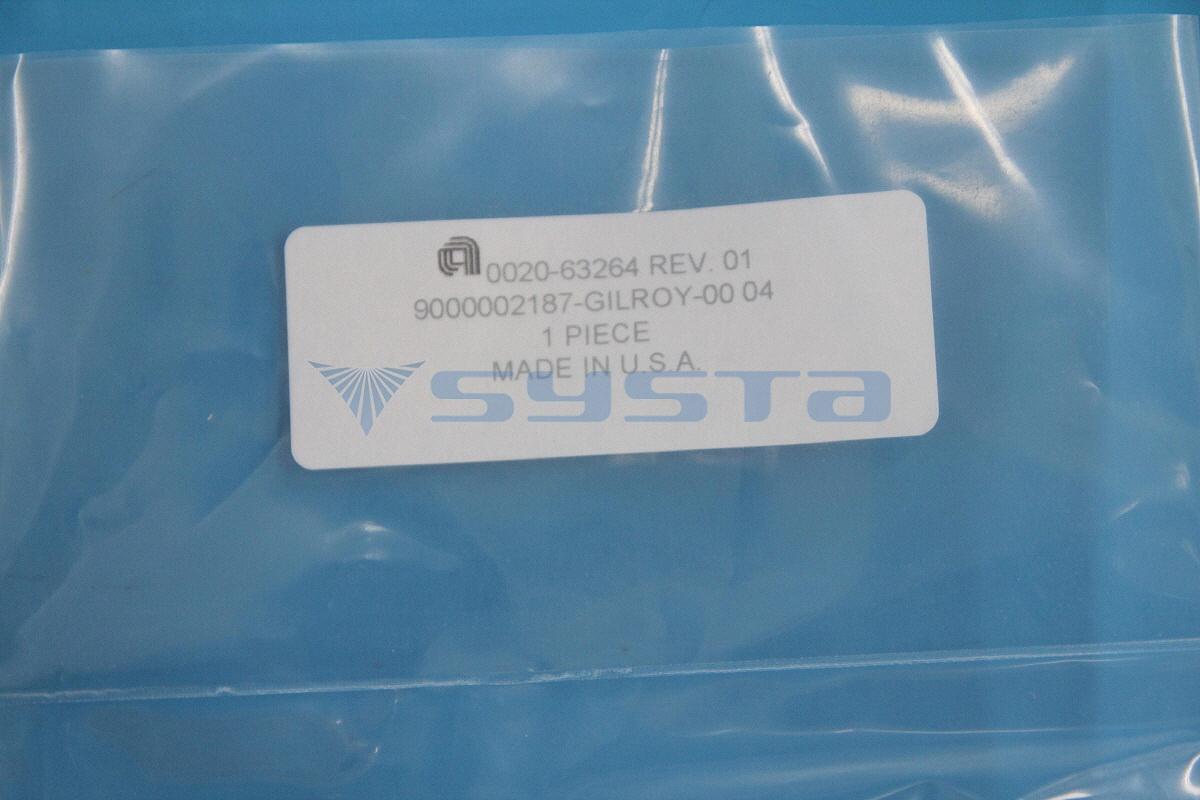 0020-63264 REV. 01
9000002187-GILROY-00 04
1 PIECE
MADE IN U.S.A.
SYSTA